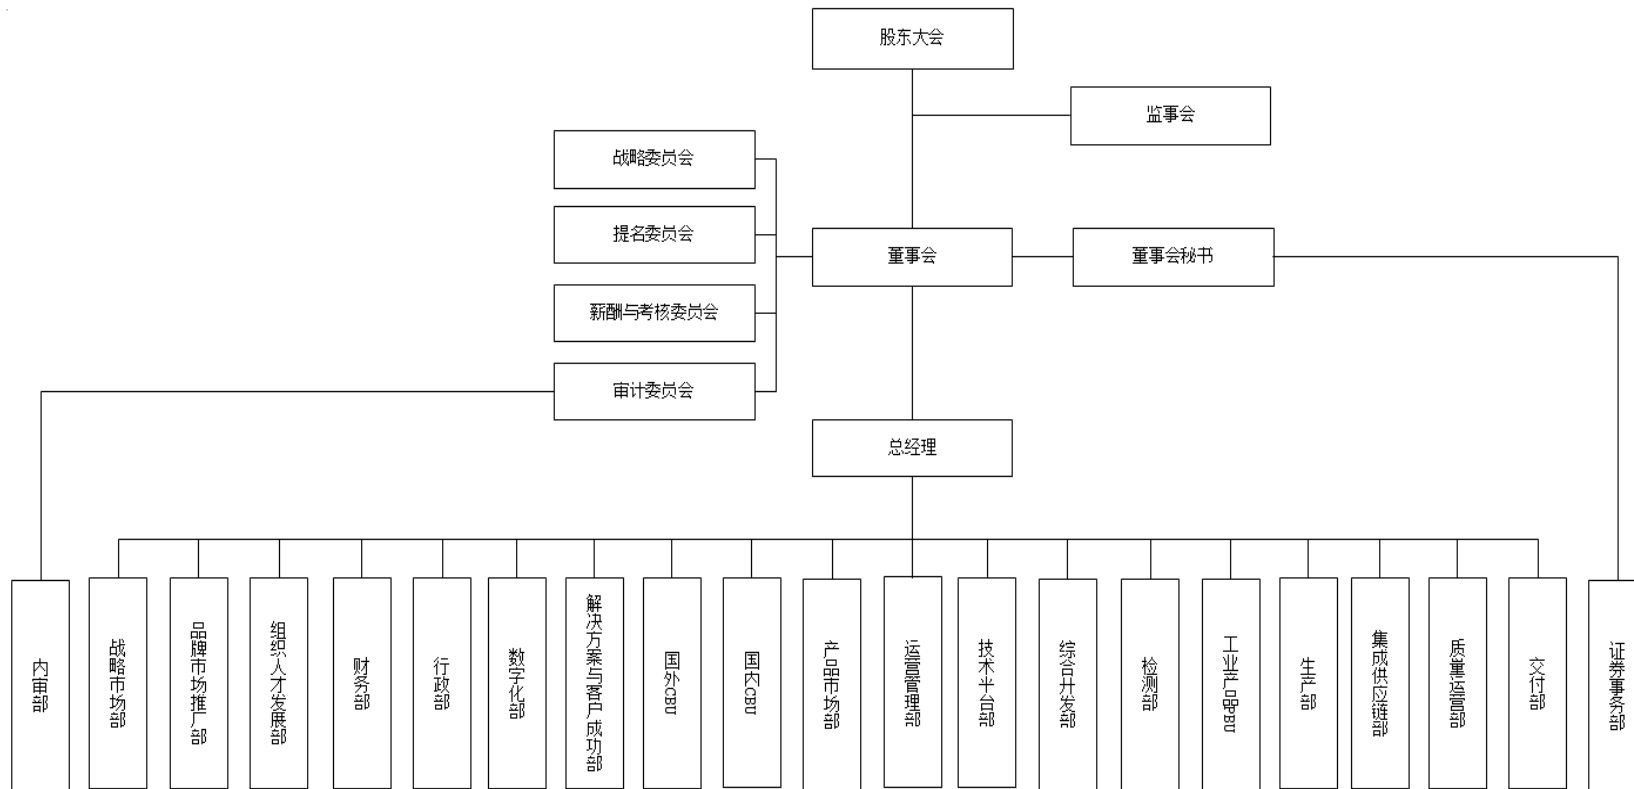 股东大会
监事会
战略委员会
提名委员会
董事会
董事会秘书
薪酬与考核委员会
审计委员会
总经理
内审部
战略市场部
品牌市场推广部
组织人才发展部
财务部
行政部
数字化部
解决方案与客户成功部
国外CBU
国内CBU
产品市场部
运营管理部
技术平台部
综合开发部
检测部
工业产品PBU
生产部
集成供应链部
质量运营部
交付部
证券事务部